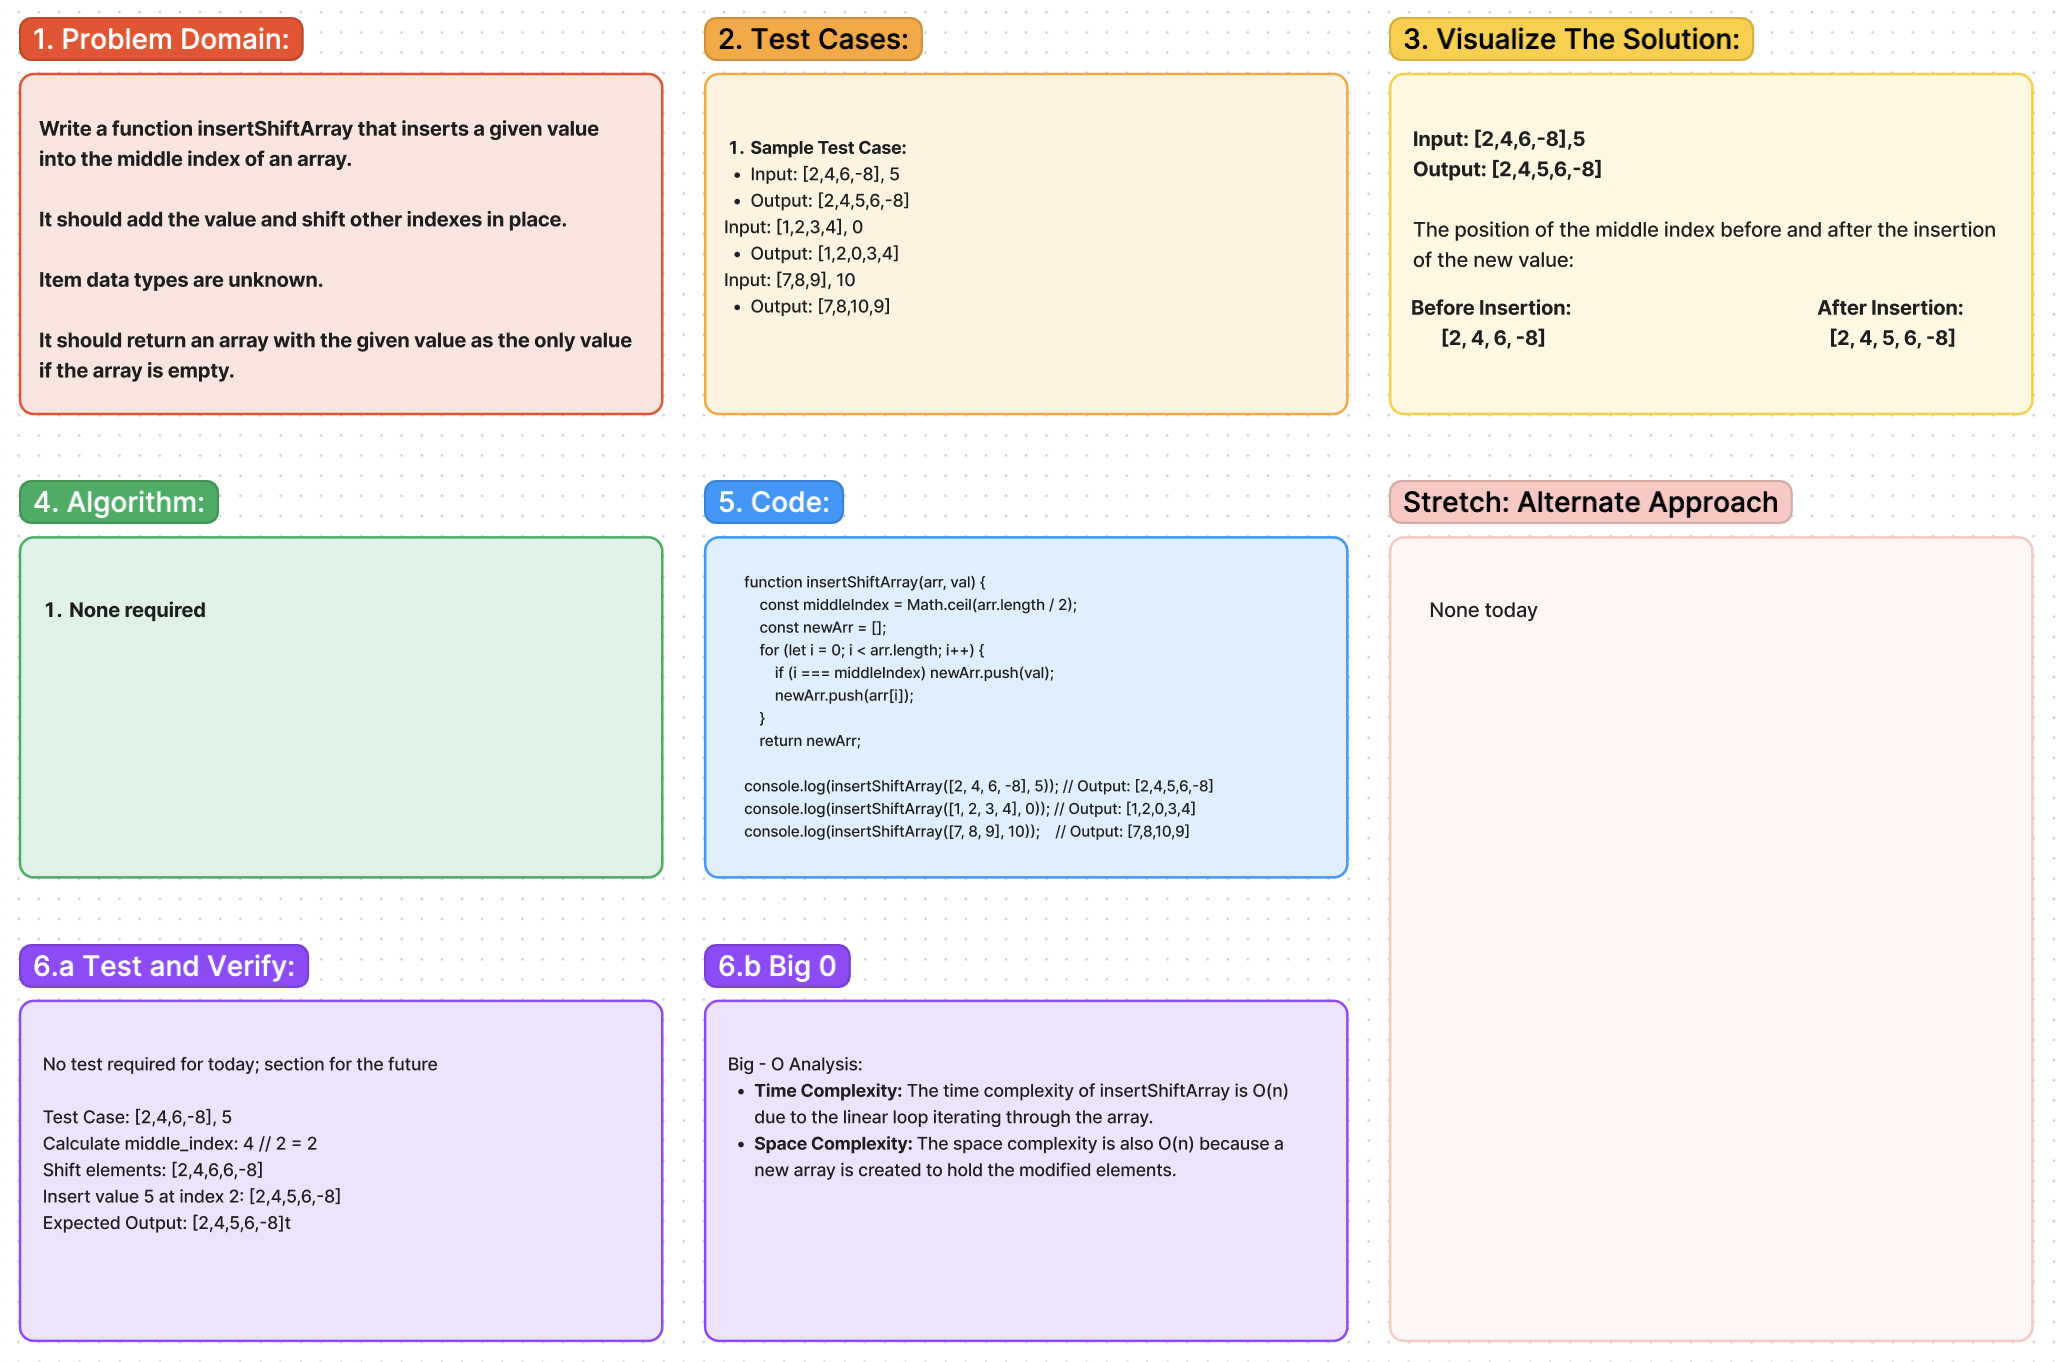 1. Problem Domain:
Write a function insertShiftArray that inserts a given value
into the middle index of an array.
It should add the value and shift other indexes in place.
Item data types are unknown.
It should return an array with the given value as the only value
if the array is empty.
2. Test Cases:
1. Sample Test Case:
• Input: [2,4,6,-8], 5
• Output: [2,4,5,6,-8]
Input: [1,2,3,4], 0
• Output: [1,2,0,3,4]
Input: [7,8,9], 10
• Output: [7,8,10,9]
3. Visualize The Solution:
Input: [2,4,6,-8],5
Output: [2,4,5,6,-8]
The position of the middle index before and after the insertion
of the new value:
Before Insertion:
[2, 4, 6, -8]
After Insertion:
[2, 4, 5, 6, -8]
4. Algorithm:
1. None required
5. Code:
function insertShiftArray(arr, val) {
const middleIndex = Math.ceil(arr.length / 2);
const newArr = [];
for (let i = 0; i < arr.length; i++) {
if (i === middleIndex) newArr.push(val);
newArr.push(arr[i]);
}
return newArr;
console.log(insertShiftArray([2, 4, 6, -8], 5)); // Output: [2,4,5,6,-8]
console.log(insertShiftArray([1, 2, 3, 4], 0)); // Output: [1,2,0,3,4]
console.log(insertShiftArray([7, 8, 9], 10)); // Output: [7,8,10,9]
Stretch: Alternate Approach
None today
6.a Test and Verify:
No test required for today; section for the future
Test Case: [2,4,6,-8], 5
Calculate middle_index: 4 // 2 = 2
Shift elements: [2,4,6,6,-8]
Insert value 5 at index 2: [2,4,5,6,-8]
Expected Output: [2,4,5,6,-8]t
6.b Big 0
Big - O Analysis:
• Time Complexity: The time complexity of insertShiftArray is O(n)
due to the linear loop iterating through the array.
• Space Complexity: The space complexity is also O(n) because a
new array is created to hold the modified elements.